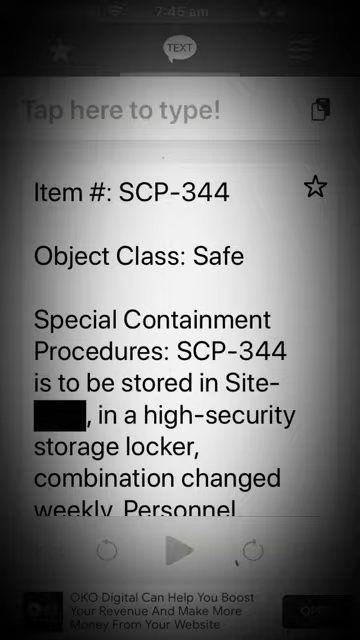 7:45 am
TEXT
Tap here to type!
Item #: SCP-344
Object Class: Safe
Special Containment
Procedures: SCP-344
is to be stored in Site-
, in a high-security
storage locker,
combination changed
weekly. Personnel
OKO Digital Can Help You Boost
Your Revenue And Make More
Money From Your Website